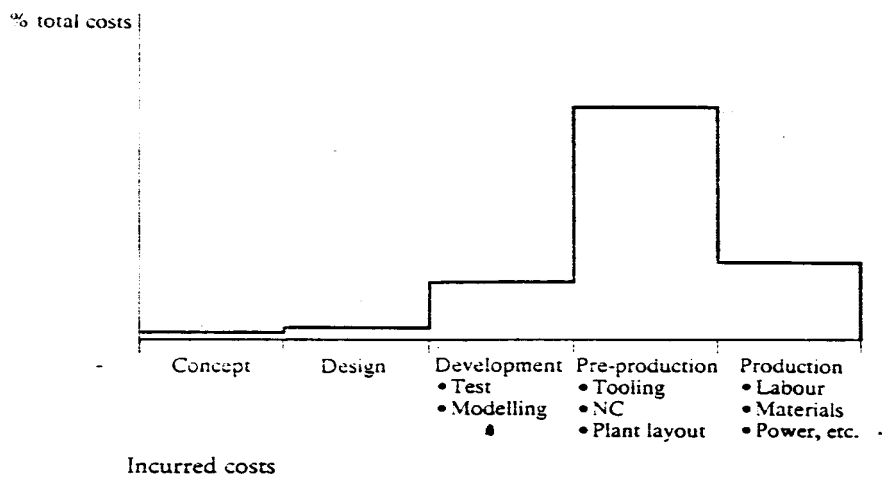 % total costs
Concept
Design
Development
• Test
• Modelling
•
Pre-production
• Tooling
• NC
• Plant layout
Production
• Labour
• Materials
• Power, etc.
Incurred costs